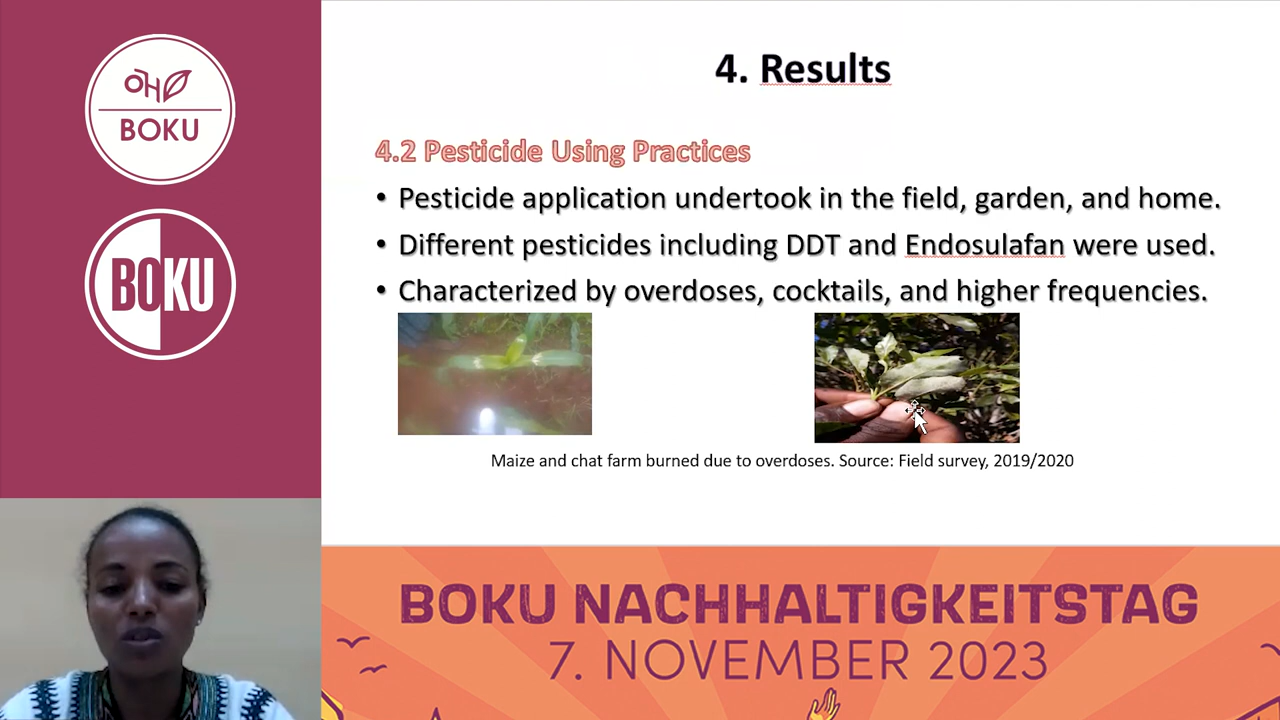 ÖH
BOKU
BOKU
4. Results
4.2 Pesticide Using Practices
• Pesticide application undertook in the field, garden, and home.
• Different pesticides including DDT and Endosulafan were used.
• Characterized by overdoses, cocktails, and higher frequencies.
Maize and chat farm burned due to overdoses. Source: Field survey, 2019/2020
BOKU NACHHALTIGKEITSTAG
7. NOVEMBER 2023